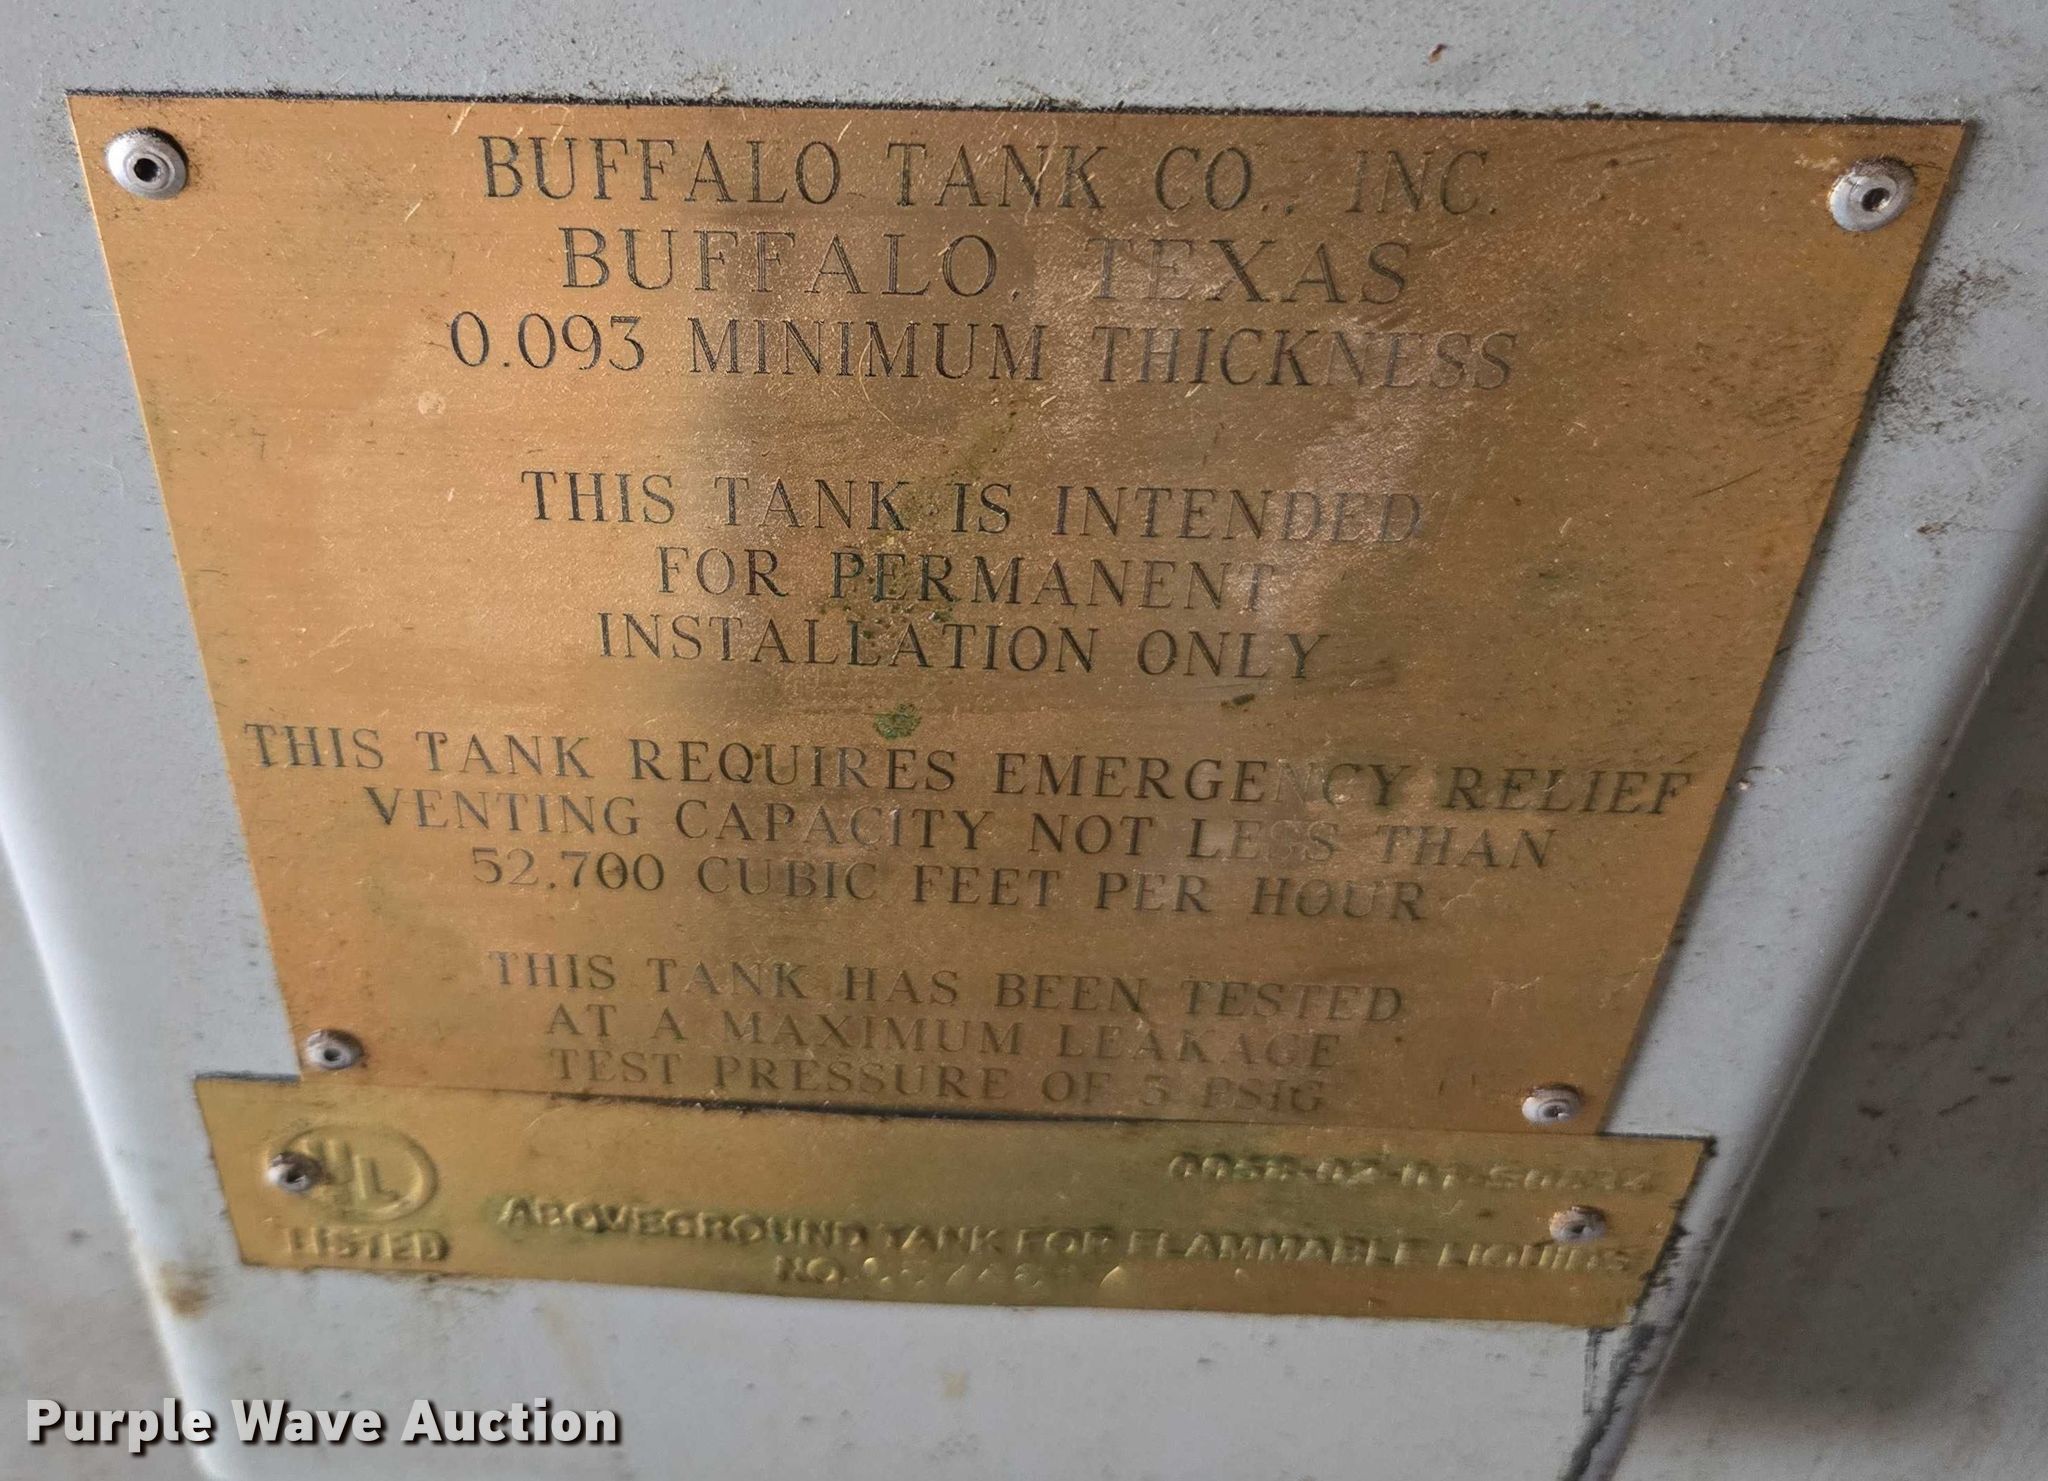 BUFFALO TANK CO., INC.
BUFFALO, TEXAS
0.093 MINIMUM THICKNESS
THIS TANK IS INTENDED
FOR PERMANENT
INSTALLATION ONLY
THIS TANK REQUIRES EMERGENCY RELIEF
VENTING CAPACITY NOT LESS THAN
52,700 CUBIC FEET PER HOUR
THIS TANK HAS BEEN TESTED
AT A MAXIMUM LEAKAGE
TEST PRESSURE OF 3 PSIG
UL
LISTED
ABOVEGROUND TANK FOR FLAMMABLE LIQUIDS
NO.
Purple Wave Auction